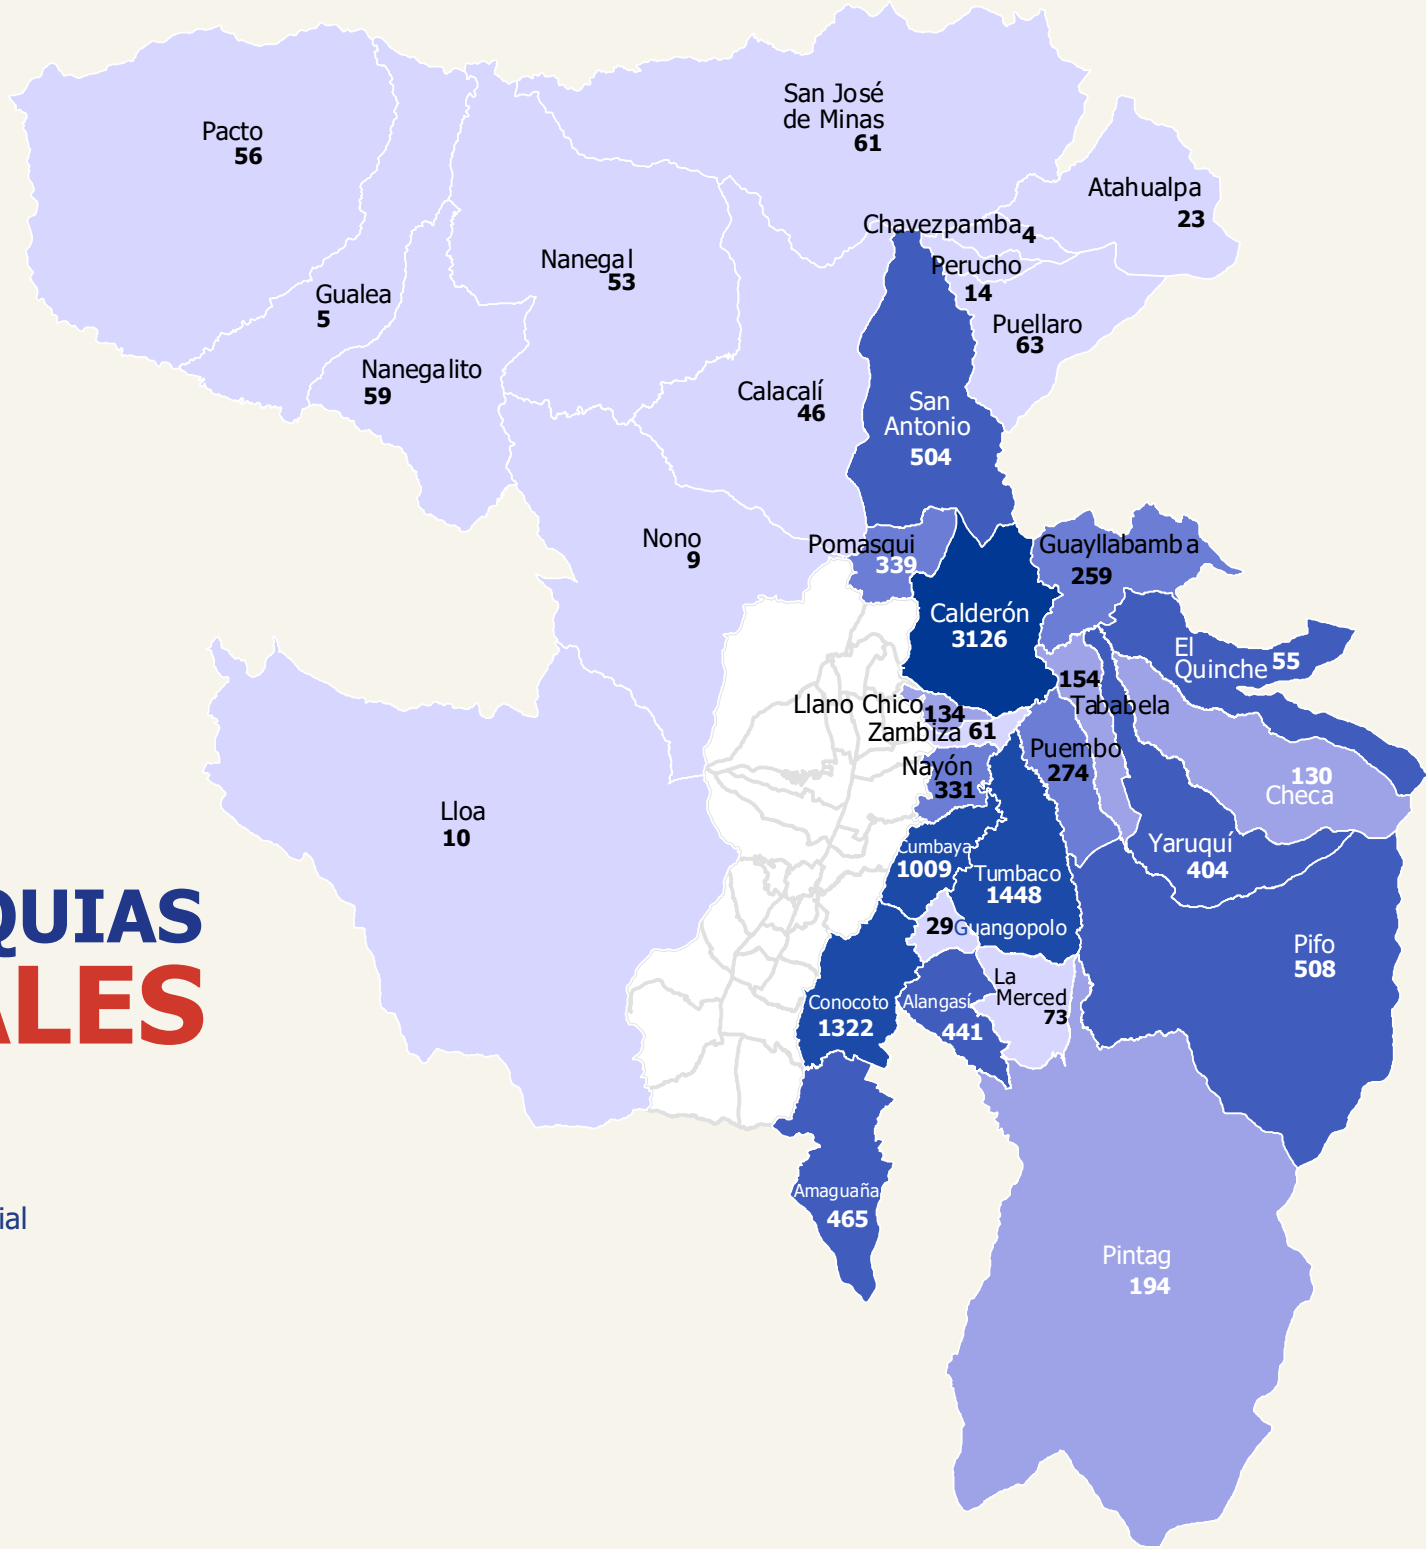 San José
de Minas
61
Pacto
56
Atahualpa
23
Chavezpamba
4
Nanegal
53
Perucho
14
Gualea
5
Puellaro
63
Nanegalito
59
Calacalí
46
San
Antonio
504
Nono
9
Pomasqui
339
Guayllabamba
259
Calderón
3126
El
Quinche 55
154
Tababela
Llano Chico 134
Zambiza 61
Puembo
274
Nayón
331
130
Checa
Lloa
10
Cumbaya
1009
Yaruquí
404
Tumbaco
1448
QUIAS
ALES
29 Guangopolo
Pifo
508
La
Merced
73
Conocoto
1322
Alangasí
441
Amaguaña
465
ial
Pintag
194